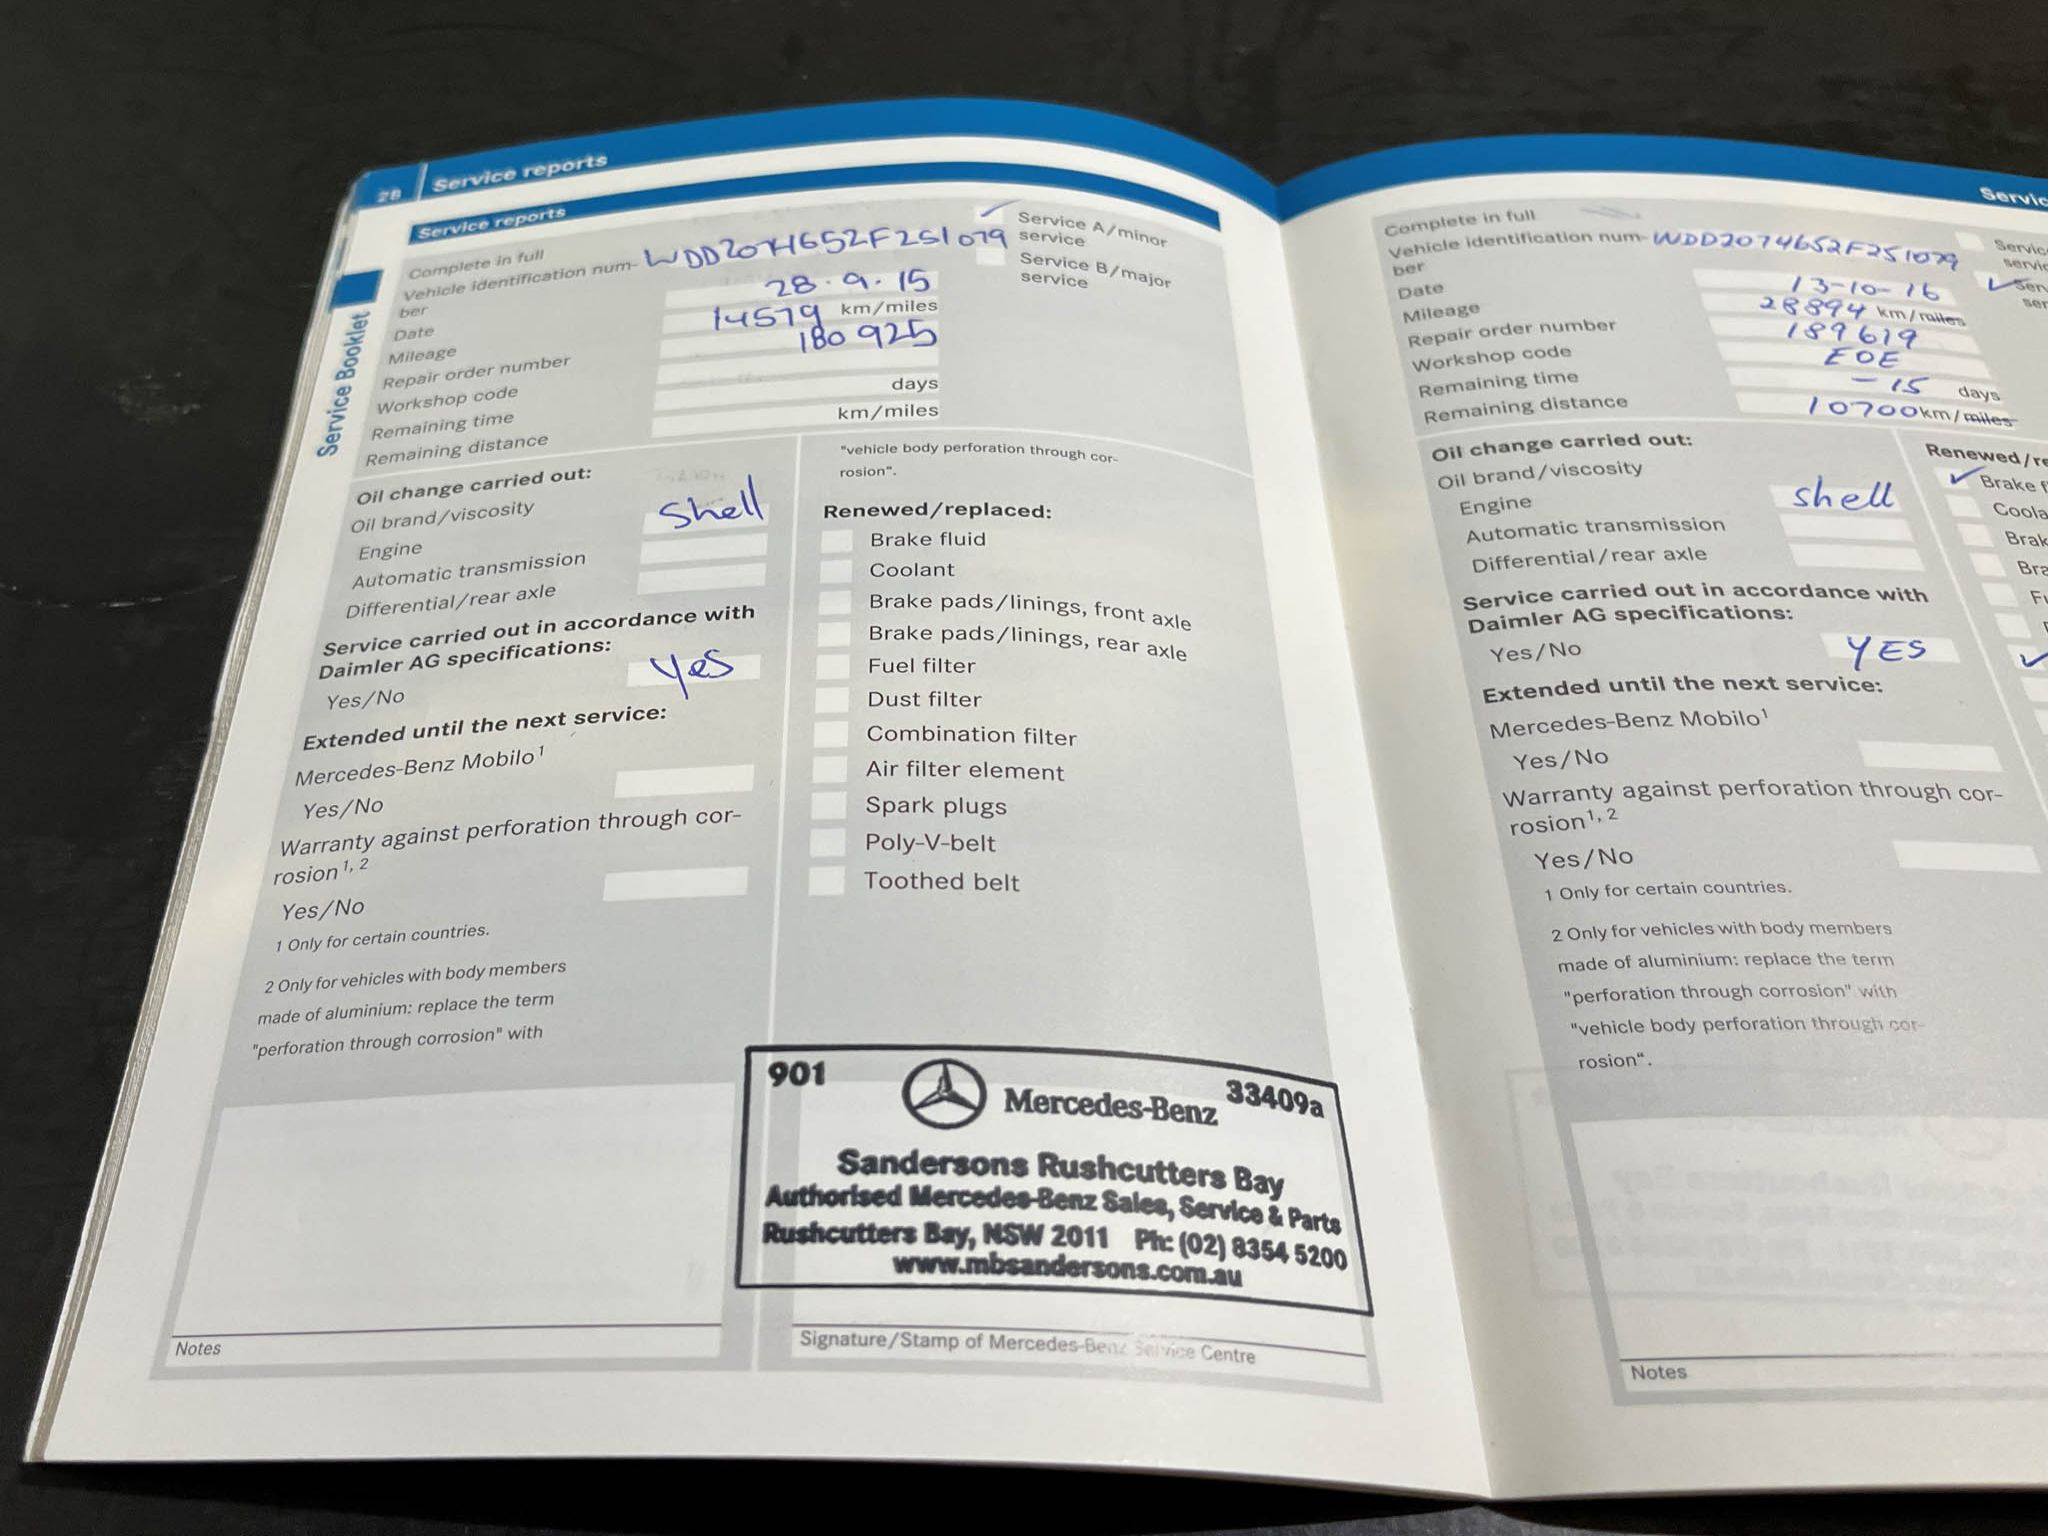 28 Service reports
Service reports
Service Booklet
Complete in full
Vehicle identification num- WDD2074652F251079
ber
Date 28.9.15
Mileage 14579 km/miles
Repair order number 180925
Workshop code
Remaining time days
Remaining distance km/miles
Service A/minor
service
Service B/major
service
Oil change carried out:
Oil brand/viscosity
Engine Shell
Automatic transmission
Differential/rear axle
Service carried out in accordance with
Daimler AG specifications:
Yes/No Yes
Extended until the next service:
Mercedes-Benz Mobilo1
Yes/No
Warranty against perforation through cor-
rosion1, 2
Yes/No
1 Only for certain countries.
2 Only for vehicles with body members
made of aluminium: replace the term
"perforation through corrosion" with
"vehicle body perforation through cor-
rosion".
Renewed/replaced:
Brake fluid
Coolant
Brake pads/linings, front axle
Brake pads/linings, rear axle
Fuel filter
Dust filter
Combination filter
Air filter element
Spark plugs
Poly-V-belt
Toothed belt
901 Mercedes-Benz 33409a
Sandersons Rushcutters Bay
Authorised Mercedes-Benz Sales, Service & Parts
Rushcutters Bay, NSW 2011 Ph: (02) 8354 5200
www.mbsandersons.com.au
Notes
Signature/Stamp of Mercedes-Benz Service Centre
Complete in full
Vehicle identification num- WDD2074652F251079
ber
Date 13-10-16
Mileage 28894 km/miles
Repair order number 189619
Workshop code EOE
Remaining time -15 days
Remaining distance 10700 km/miles
Oil change carried out:
Oil brand/viscosity
Engine shell
Automatic transmission
Differential/rear axle
Service carried out in accordance with
Daimler AG specifications:
Yes/No YES
Extended until the next service:
Mercedes-Benz Mobilo1
Yes/No
Warranty against perforation through cor-
rosion1, 2
Yes/No
1 Only for certain countries.
2 Only for vehicles with body members
made of aluminium: replace the term
"perforation through corrosion" with
"vehicle body perforation through cor-
rosion".
Brake
Notes